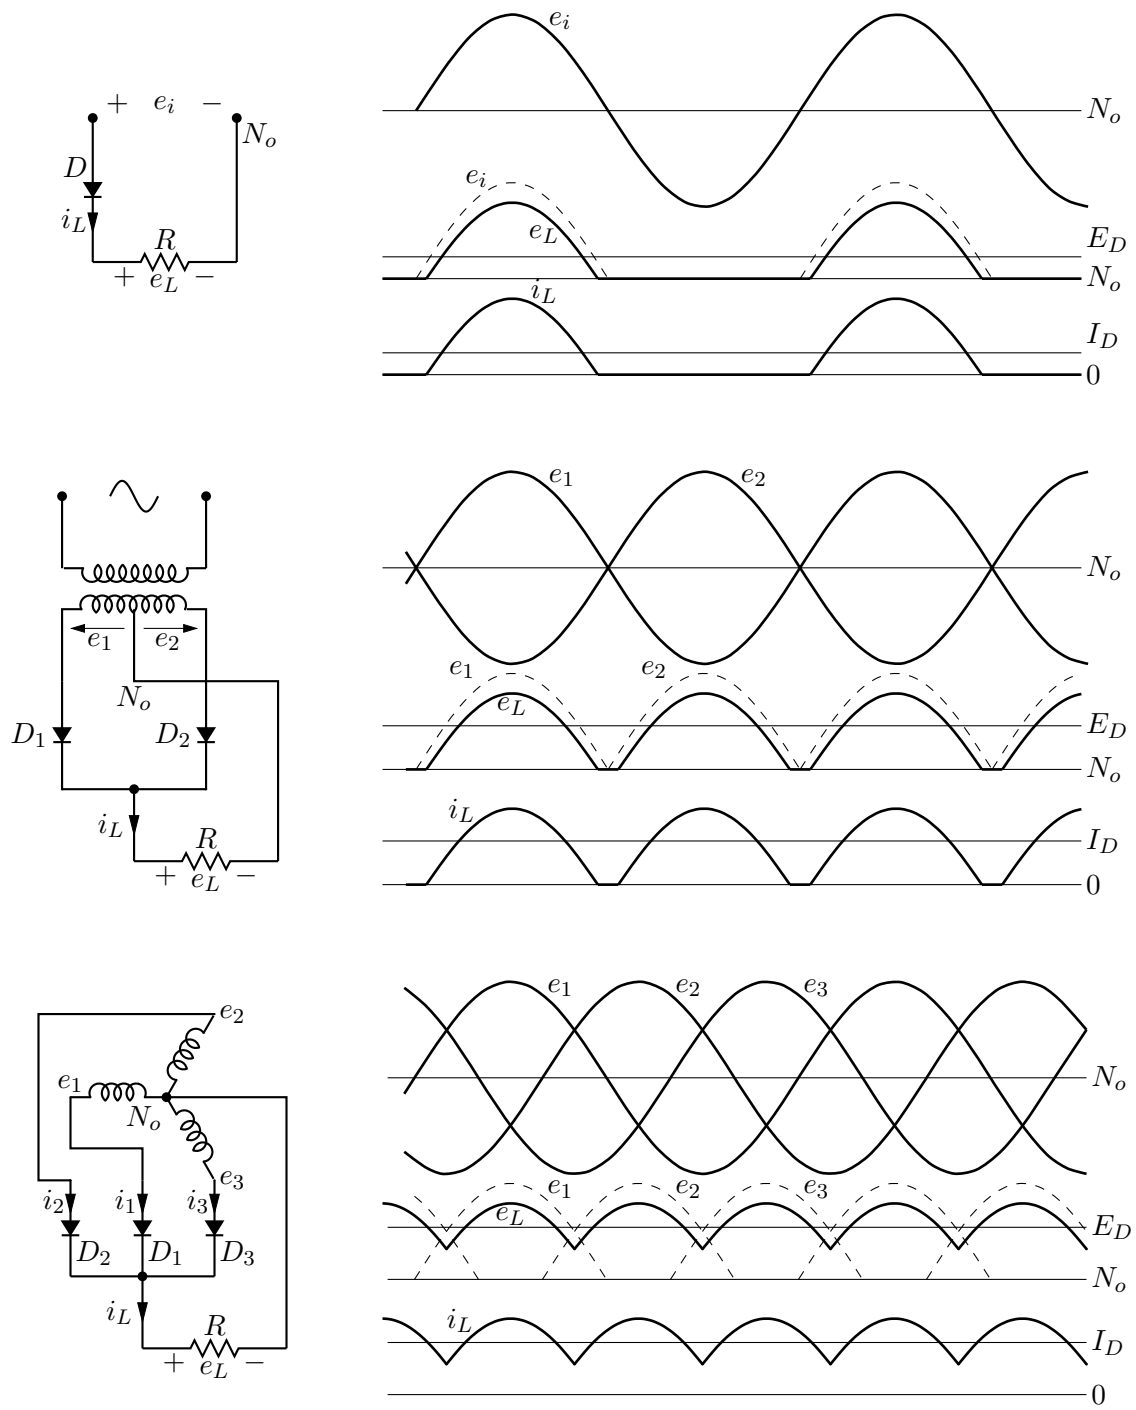 e_i
+ e_i −
N_o
N_o
D
e_i
i_L
R
e_L
E_D
+ e_L −
N_o
i_L
I_D
0
e_1
e_2
N_o
e_1
e_2
e_1
e_2
N_o
e_L
D_1
D_2
E_D
N_o
i_L
i_L
R
I_D
+ e_L −
0
e_1
e_2
e_3
e_2
e_1
N_o
N_o
e_3
e_1
e_2
e_3
i_2
i_1
i_3
e_L
E_D
D_2
D_1
D_3
N_o
i_L
i_L
R
I_D
+ e_L −
0